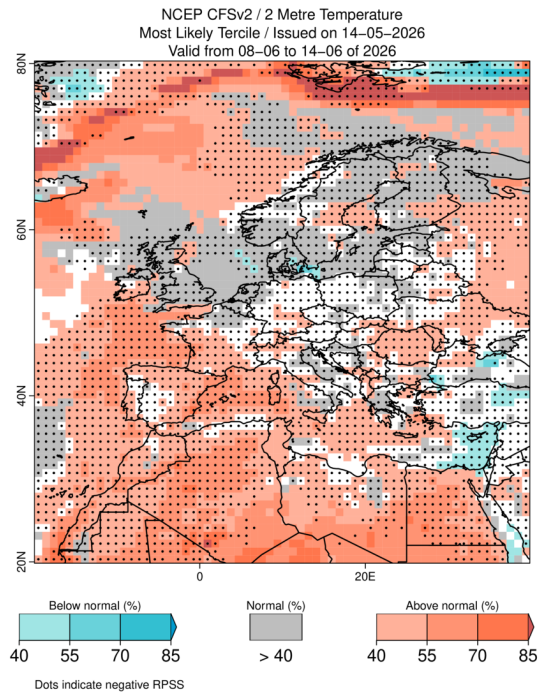 NCEP CFSv2 / 2 Metre Temperature
Most Likely Tercile / Issued on 14−05−2026
Valid from 08−06 to 14−06 of 2026
80N
60N
40N
20N
0 20E
Below normal (%) Normal (%) Above normal (%)
40 55 70 85 > 40 40 55 70 85
Dots indicate negative RPSS